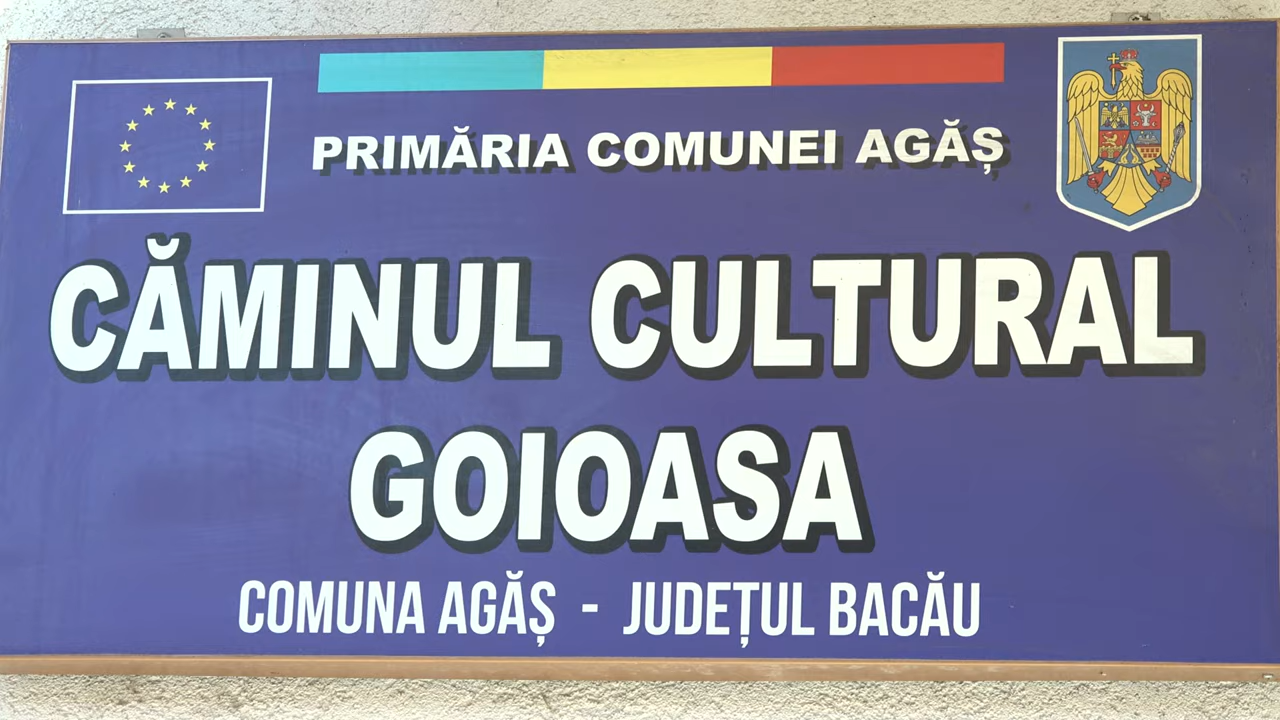 PRIMĂRIA COMUNEI AGĂȘ
CĂMINUL CULTURAL
GOIOASA
COMUNA AGĂȘ - JUDEȚUL BACĂU